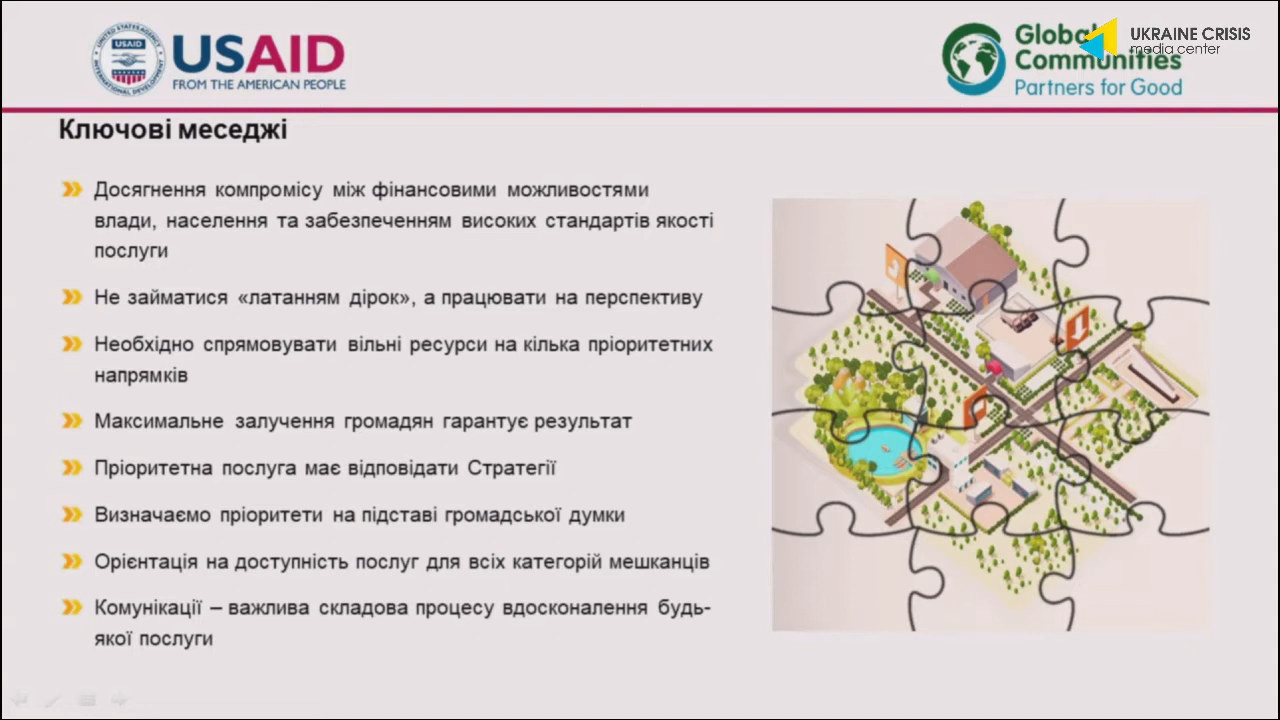 USAID
FROM THE AMERICAN PEOPLE
Global
Communities
Partners for Good
UKRAINE CRISIS
media center
Ключові меседжі
Досягнення компромісу між фінансовими можливостями
влади, населення та забезпеченням високих стандартів якості
послуги
Не займатися «латанням дірок», а працювати на перспективу
Необхідно спрямовувати вільні ресурси на кілька пріоритетних
напрямків
Максимальне залучення громадян гарантує результат
Пріоритетна послуга має відповідати Стратегії
Визначаємо пріоритети на підставі громадської думки
Орієнтація на доступність послуг для всіх категорій мешканців
Комунікації – важлива складова процесу вдосконалення будь-
якої послуги